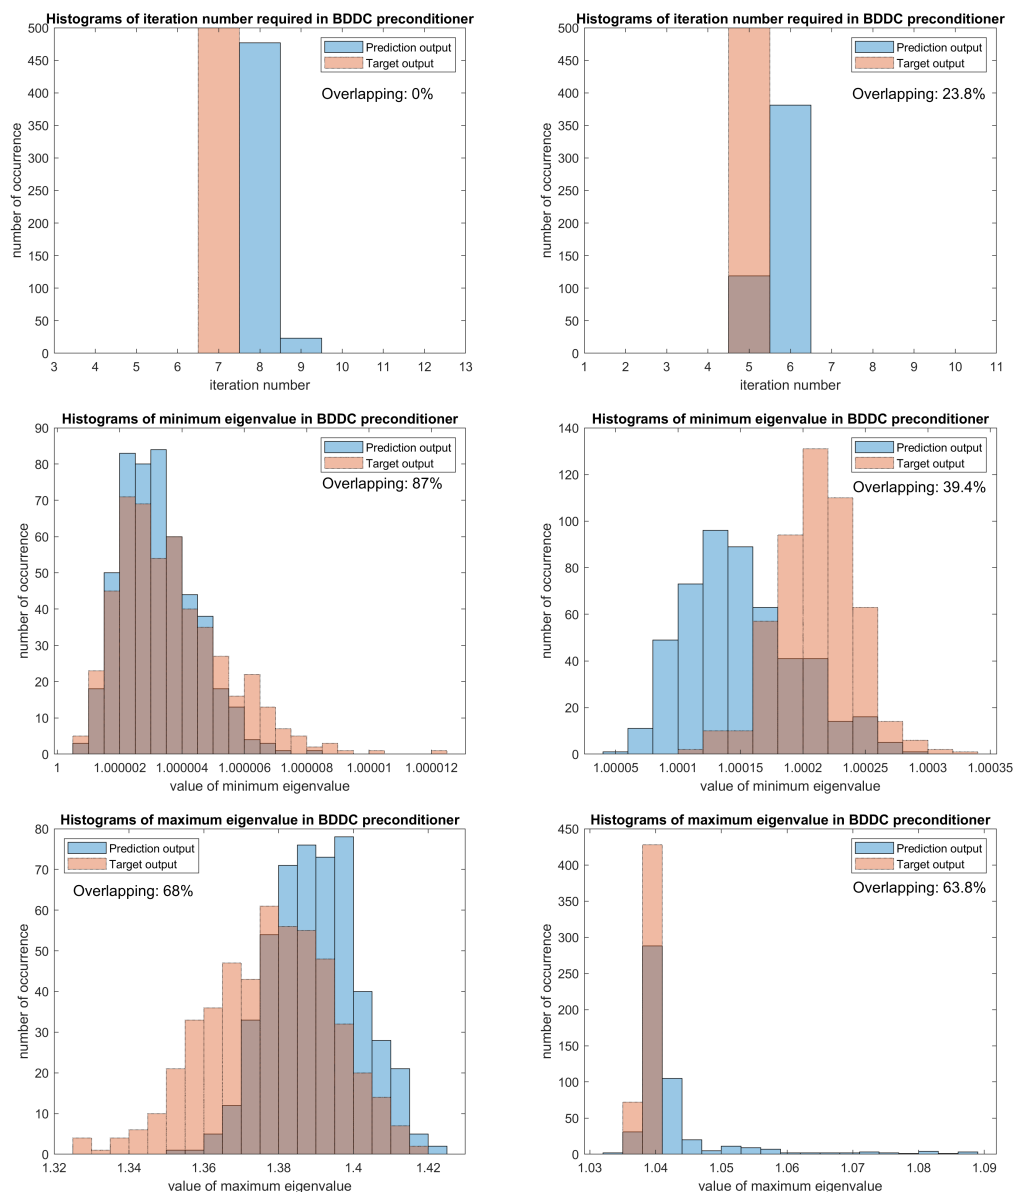 Histograms of iteration number required in BDDC preconditioner
500
450
400
350
300
250
200
150
100
50
0
number of occurrence
Prediction output
Target output
Overlapping: 0%
3 4 5 6 7 8 9 10 11 12 13
iteration number
Histograms of iteration number required in BDDC preconditioner
500
450
400
350
300
250
200
150
100
50
0
number of occurrence
Prediction output
Target output
Overlapping: 23.8%
1 2 3 4 5 6 7 8 9 10 11
iteration number
Histograms of minimum eigenvalue in BDDC preconditioner
90
80
70
60
50
40
30
20
10
0
number of occurrence
Prediction output
Target output
Overlapping: 87%
1 1.000002 1.000004 1.000006 1.000008 1.00001 1.000012
value of minimum eigenvalue
Histograms of minimum eigenvalue in BDDC preconditioner
140
120
100
80
60
40
20
0
number of occurrence
Prediction output
Target output
Overlapping: 39.4%
1.00005 1.0001 1.00015 1.0002 1.00025 1.0003 1.00035
value of minimum eigenvalue
Histograms of maximum eigenvalue in BDDC preconditioner
80
70
60
50
40
30
20
10
0
number of occurrence
Prediction output
Target output
Overlapping: 68%
1.32 1.34 1.36 1.38 1.4 1.42
value of maximum eigenvalue
Histograms of maximum eigenvalue in BDDC preconditioner
450
400
350
300
250
200
150
100
50
0
number of occurrence
Prediction output
Target output
Overlapping: 63.8%
1.03 1.04 1.05 1.06 1.07 1.08 1.09
value of maximum eigenvalue